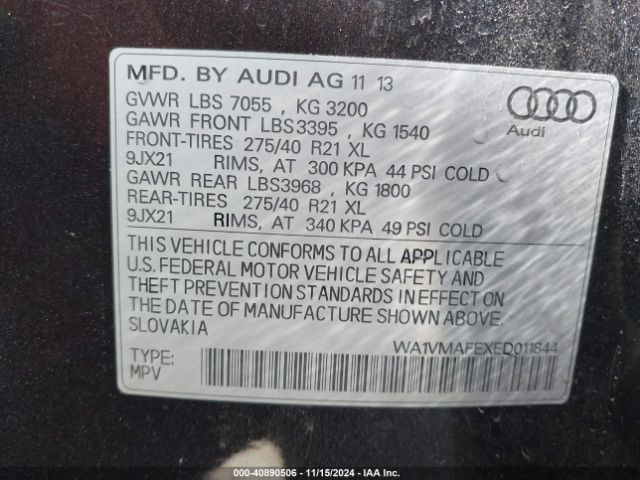 MFD. BY AUDI AG 11 13
GVWR LBS 7055 , KG 3200
GAWR FRONT LBS3395 , KG 1540
FRONT-TIRES 275/40 R21 XL
9JX21 RIMS, AT 300 KPA 44 PSI COLD
GAWR REAR LBS3968 , KG 1800
REAR-TIRES 275/40 R21 XL
9JX21 RIMS, AT 340 KPA 49 PSI COLD
Audi
THIS VEHICLE CONFORMS TO ALL APPLICABLE
U.S. FEDERAL MOTOR VEHICLE SAFETY AND
THEFT PREVENTION STANDARDS IN EFFECT ON
THE DATE OF MANUFACTURE SHOWN ABOVE.
SLOVAKIA
TYPE:
MPV
WA1VMAFEXED011844
000-40890506 - 11/15/2024 - IAA Inc.